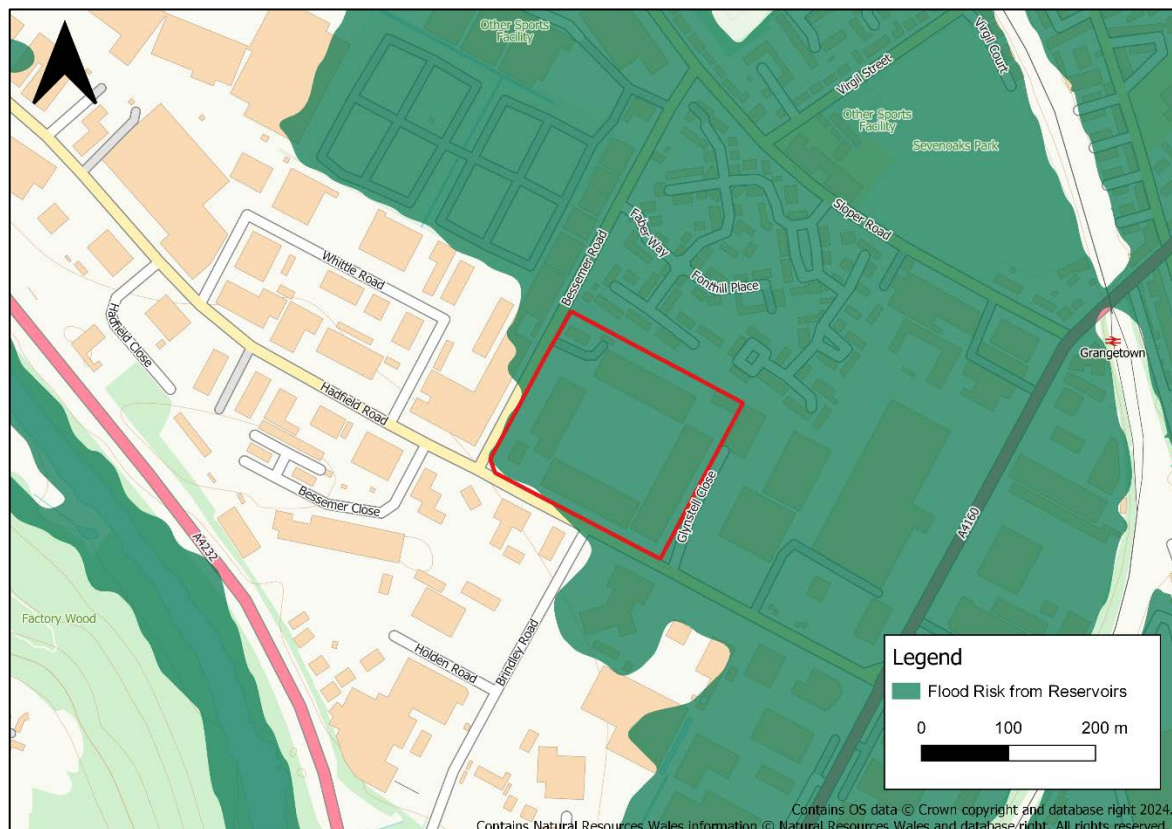 Other Sports
Facility
Virgil Court
Virgil Street
Other Sports
Facility
Sevenoaks Park
Sloper Road
Faber Way
Fonthill Place
Bessemer Road
Whittle Road
Hadfield Close
Hadfield Road
Grangetown
Bessemer Close
Glynstell Close
A4160
A4232
Factory Wood
Holden Road
Brindley Road
Legend
Flood Risk from Reservoirs
0 100 200 m
Contains OS data © Crown copyright and database right 2024.
Contains Natural Resources Wales information © Natural Resources Wales and database right. All rights reserved.